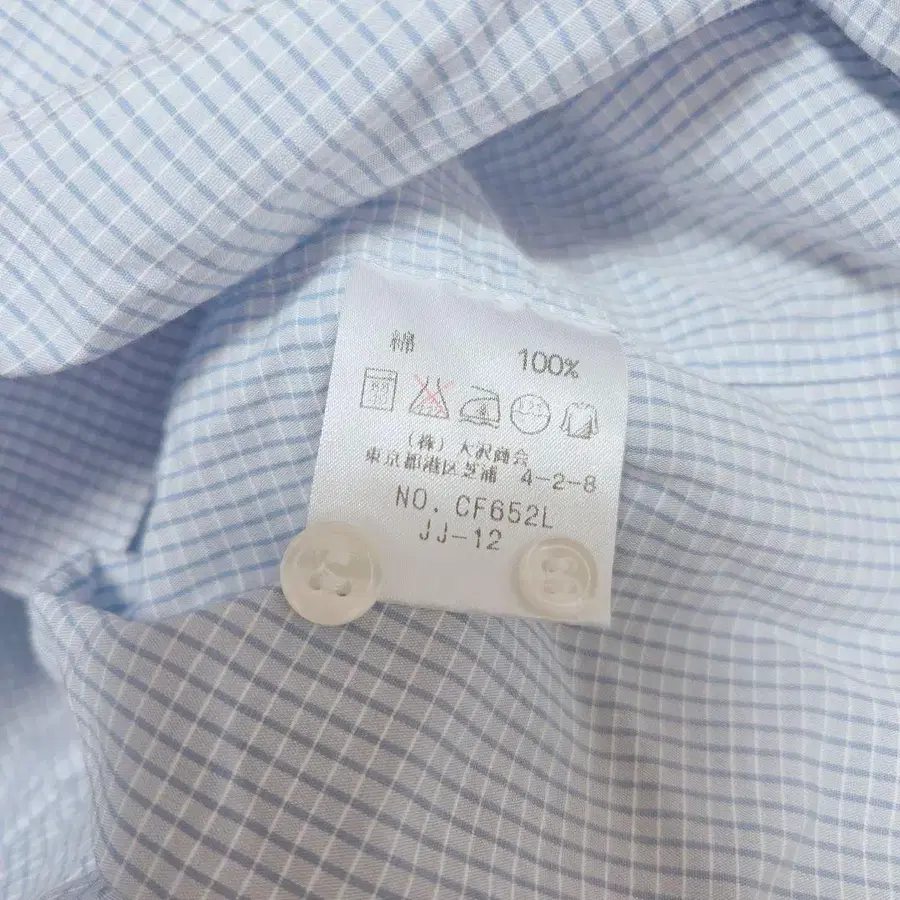 綿 100%
(株) 大沢商会
東京都港区芝浦 4-2-8
NO. CF652L
JJ-12